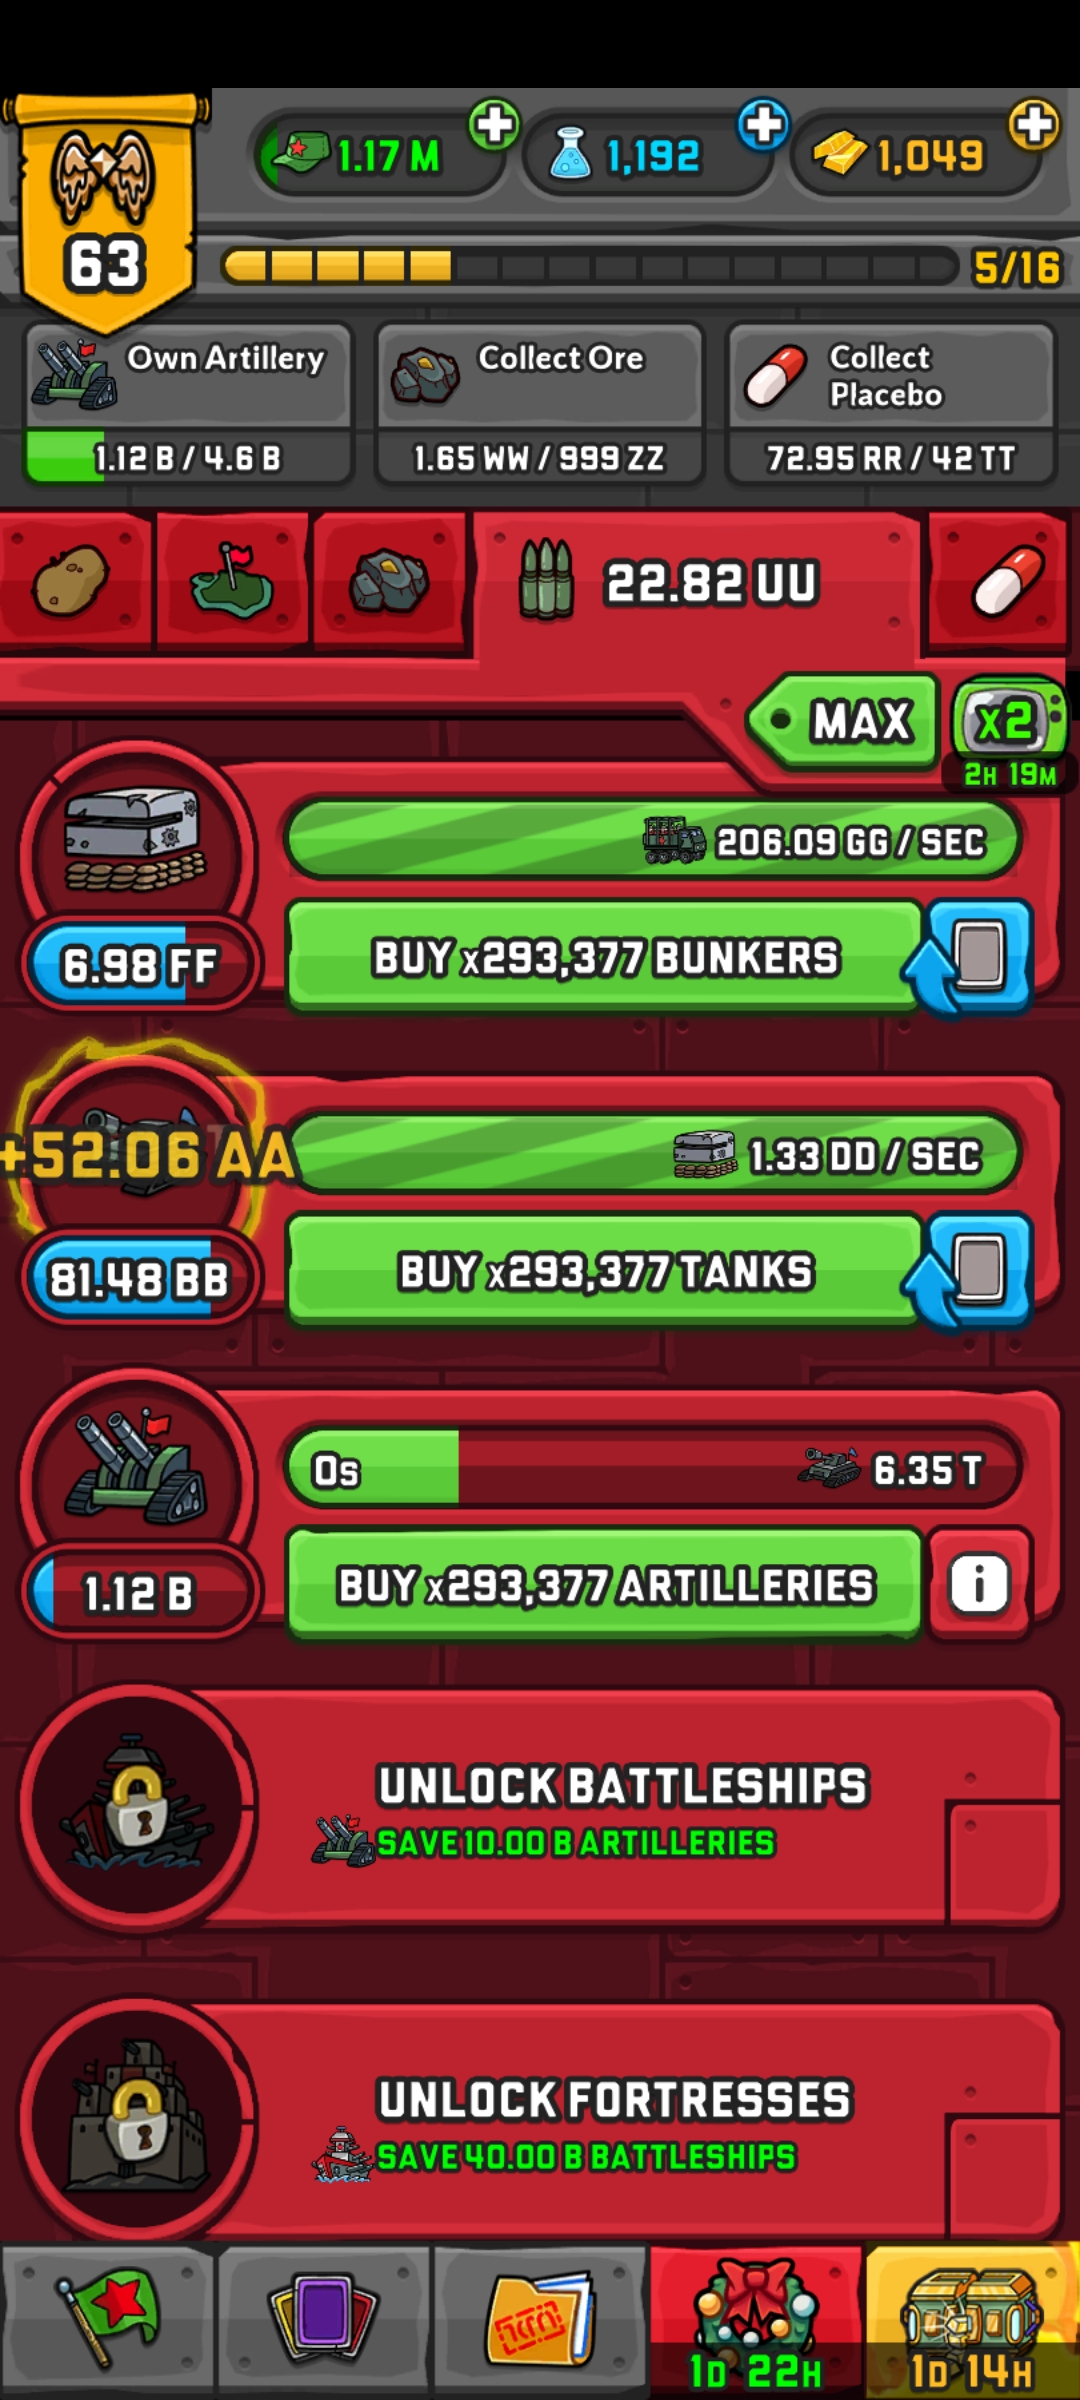 1.17 M
1,192
1,049
63
5/16
Own Artillery
1.12 B / 4.6 B
Collect Ore
1.65 WW / 999 ZZ
Collect
Placebo
72.95 RR / 42 TT
22.82 UU
MAX
X2
2H 19M
206.09 GG / SEC
6.98 FF
BUY x293,377 BUNKERS
+52.06 AA
1.33 DD / SEC
81.48 BB
BUY x293,377 TANKS
0s
6.35 T
1.12 B
BUY x293,377 ARTILLERIES
i
UNLOCK BATTLESHIPS
SAVE 10.00 B ARTILLERIES
UNLOCK FORTRESSES
SAVE 40.00 B BATTLESHIPS
1D 22H
1D 14H